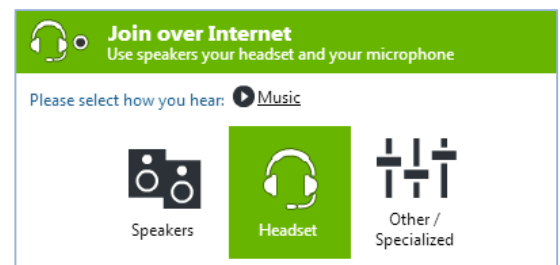 Join over Internet
Use speakers your headset and your microphone
Please select how you hear: Music
Speakers
Headset
Other /
Specialized